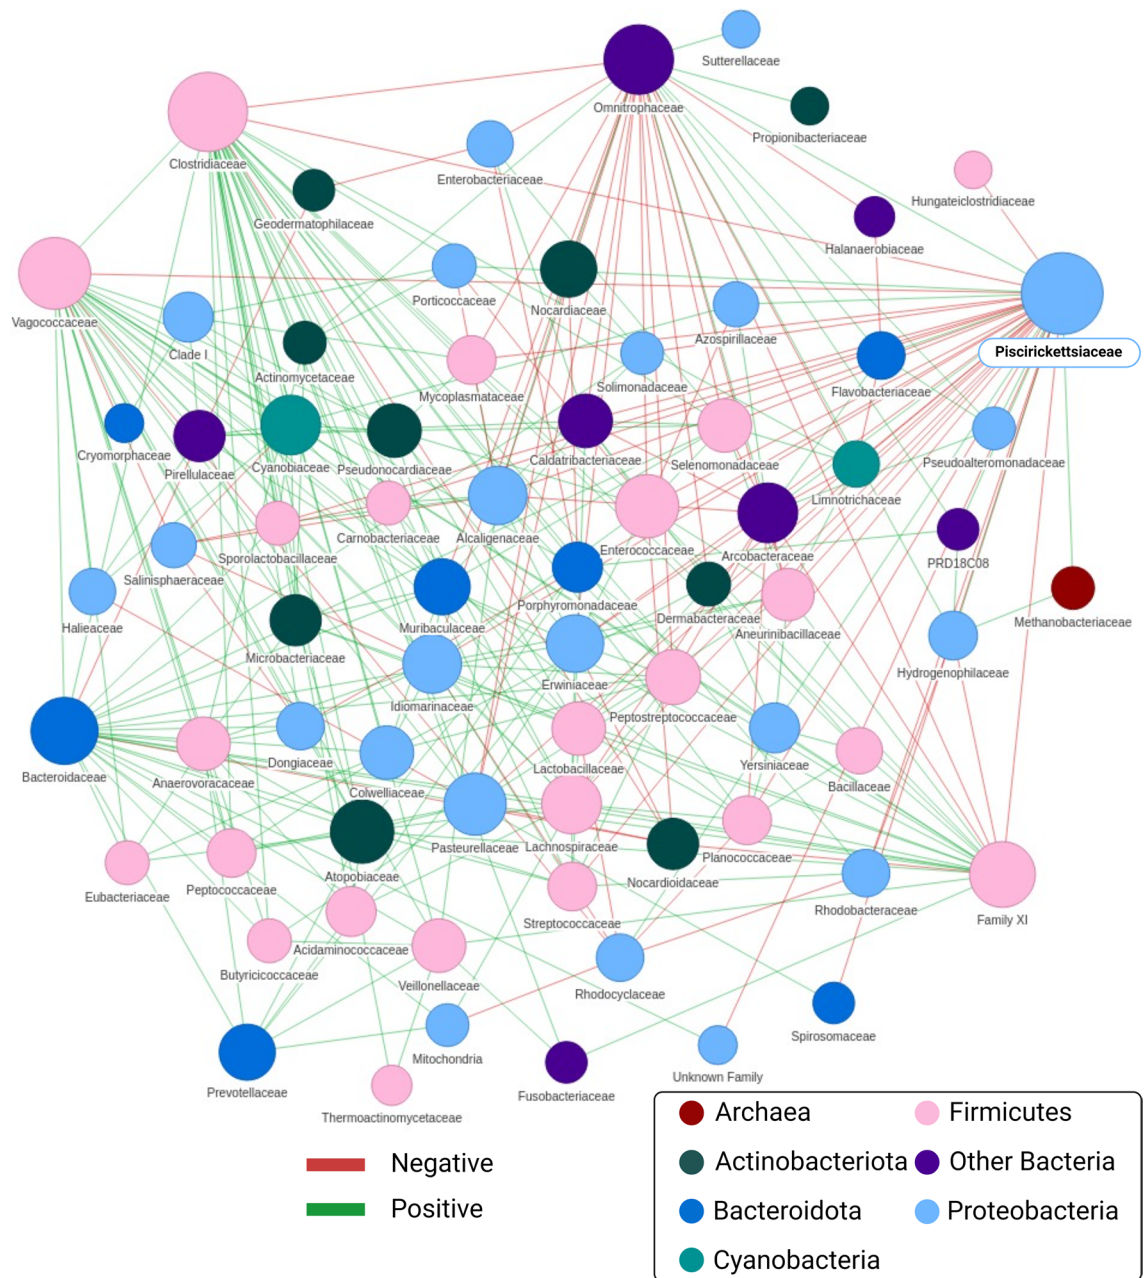 Sutterellaceae
Omnitrophaceae
Propionibacteriaceae
Clostridiaceae
Enterobacteriaceae
Hungateiclostridiaceae
Geodermatophilaceae
Halanaerobiaceae
Porticoccaceae
Nocardiaceae
Vagococcaceae
Azospirillaceae
Clade I
Piscirickettsiaceae
Actinomycetaceae
Solimonadaceae
Mycoplasmataceae
Flavobacteriaceae
Cryomorphaceae
Cyanobiaceae
Caldatribacteriaceae
Pseudoalteromonadaceae
Pirellulaceae
Pseudonocardiaceae
Selenomonadaceae
Limnotrichaceae
Carnobacteriaceae
Alcaligenaceae
Enterococcaceae
Sporolactobacillaceae
Arcobacteraceae
PRD18C08
Salinisphaeraceae
Porphyromonadaceae
Dermabacteraceae
Methanobacteriaceae
Halieaceae
Muribaculaceae
Aneurinibacillaceae
Microbacteriaceae
Hydrogenophilaceae
Erwiniaceae
Idiomarinaceae
Peptostreptococcaceae
Dongiaceae
Yersiniaceae
Lactobacillaceae
Bacteroidaceae
Anaerovoracaceae
Bacillaceae
Colwelliaceae
Pasteurellaceae
Lachnospiraceae
Planococcaceae
Atopobiaceae
Nocardioidaceae
Peptococcaceae
Eubacteriaceae
Rhodobacteraceae
Family XI
Streptococcaceae
Acidaminococcaceae
Butyricicoccaceae
Veillonellaceae
Rhodocyclaceae
Spirosomaceae
Mitochondria
Unknown Family
Prevotellaceae
Fusobacteriaceae
Thermoactinomycetaceae
Negative
Positive
Archaea
Firmicutes
Actinobacteriota
Other Bacteria
Bacteroidota
Proteobacteria
Cyanobacteria